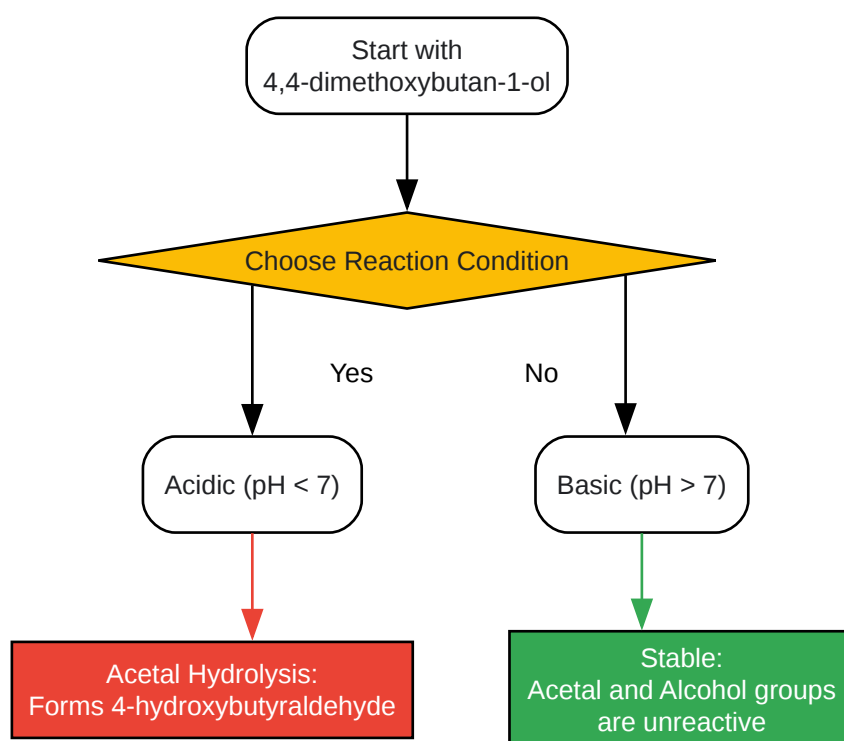 Start with
4,4-dimethoxybutan-1-ol
Choose Reaction Condition
Yes
No
Acidic (pH < 7)
Basic (pH > 7)
Acetal Hydrolysis:
Forms 4-hydroxybutyraldehyde
Stable:
Acetal and Alcohol groups
are unreactive